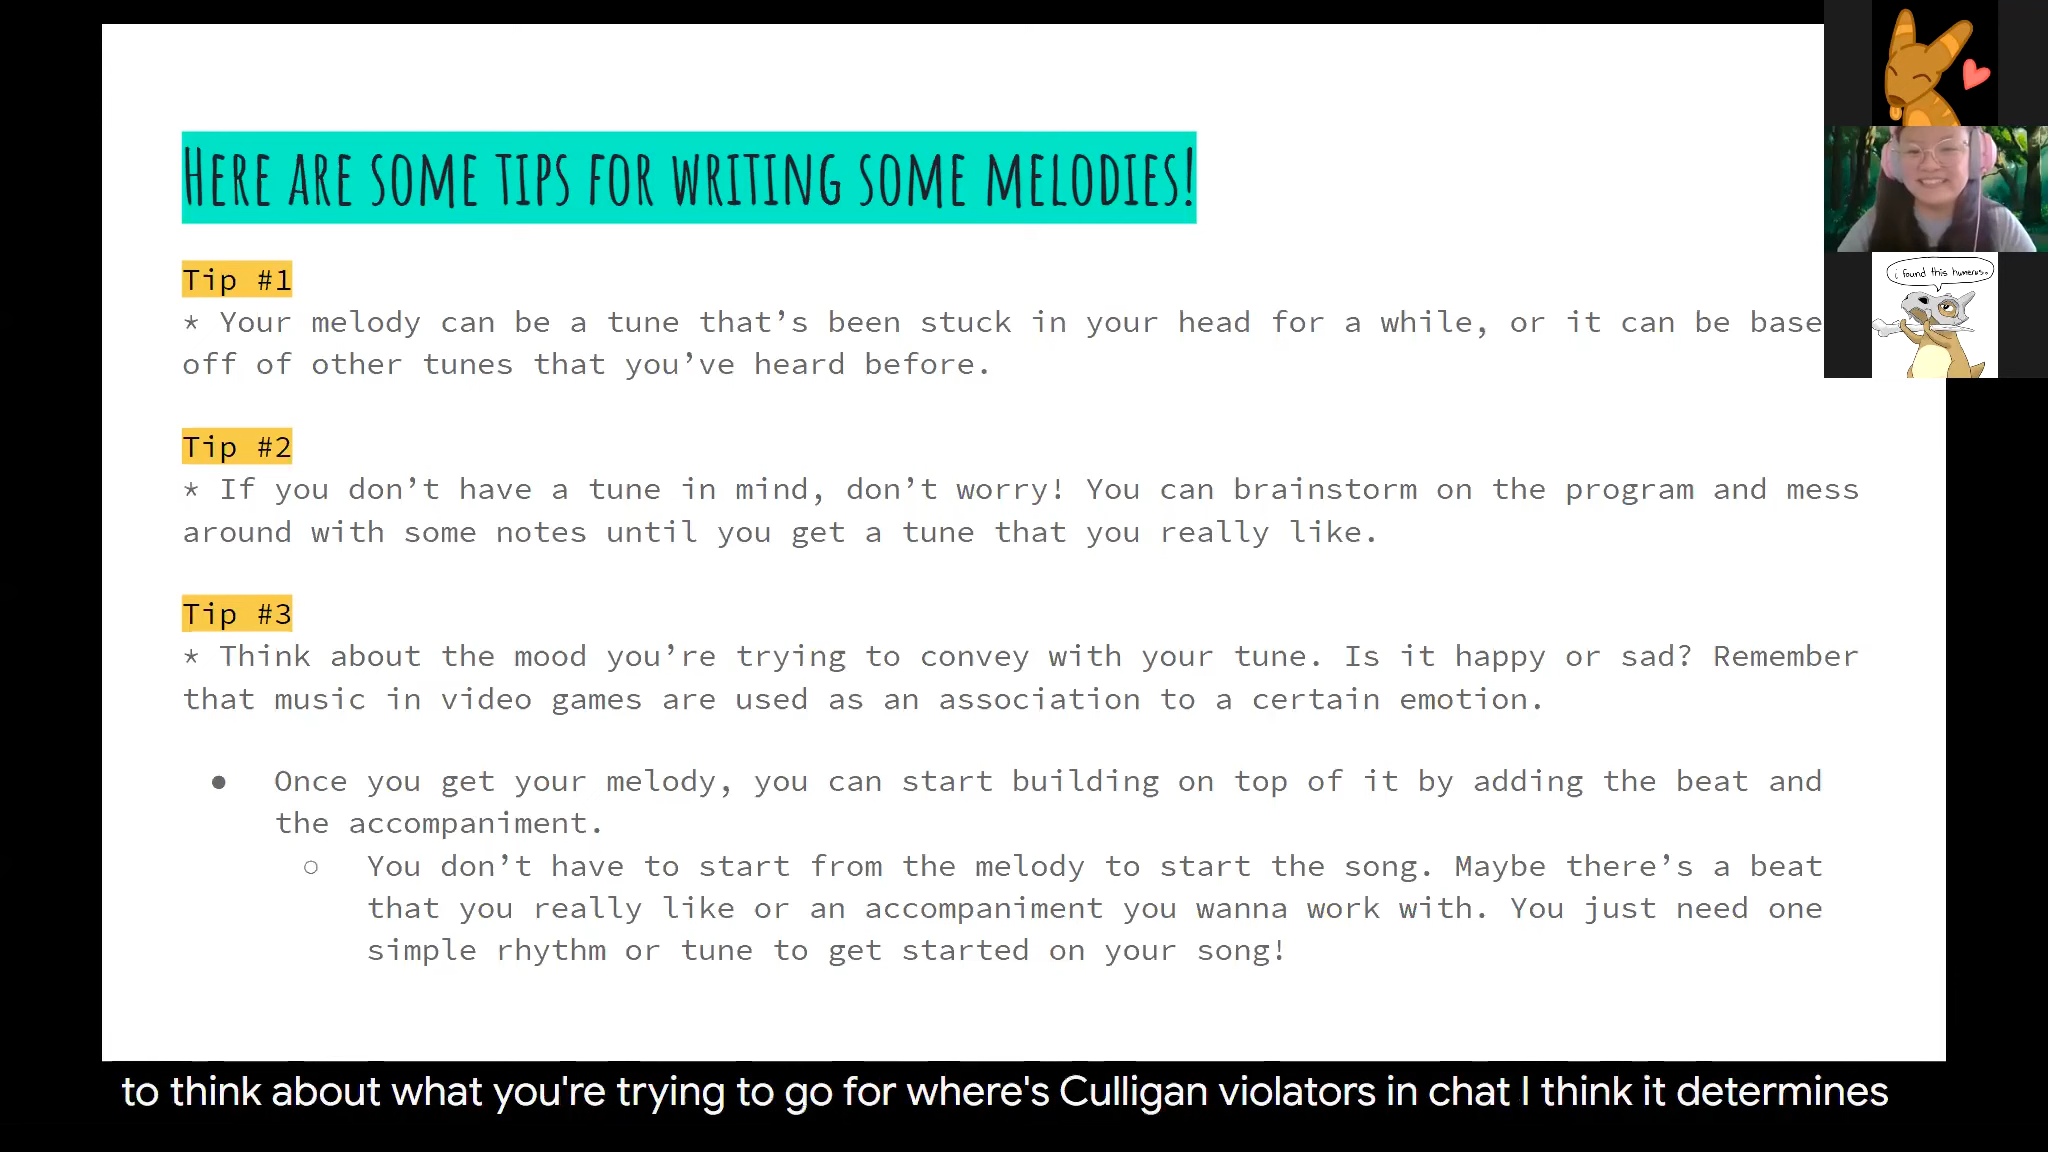 HERE ARE SOME TIPS FOR WRITING SOME MELODIES!
i found this humerus.
Tip #1
* Your melody can be a tune that’s been stuck in your head for a while, or it can be base
off of other tunes that you’ve heard before.
Tip #2
* If you don’t have a tune in mind, don’t worry! You can brainstorm on the program and mess
around with some notes until you get a tune that you really like.
Tip #3
* Think about the mood you’re trying to convey with your tune. Is it happy or sad? Remember
that music in video games are used as an association to a certain emotion.
● Once you get your melody, you can start building on top of it by adding the beat and
the accompaniment.
○ You don’t have to start from the melody to start the song. Maybe there’s a beat
that you really like or an accompaniment you wanna work with. You just need one
simple rhythm or tune to get started on your song!
to think about what you're trying to go for where's Culligan violators in chat I think it determines